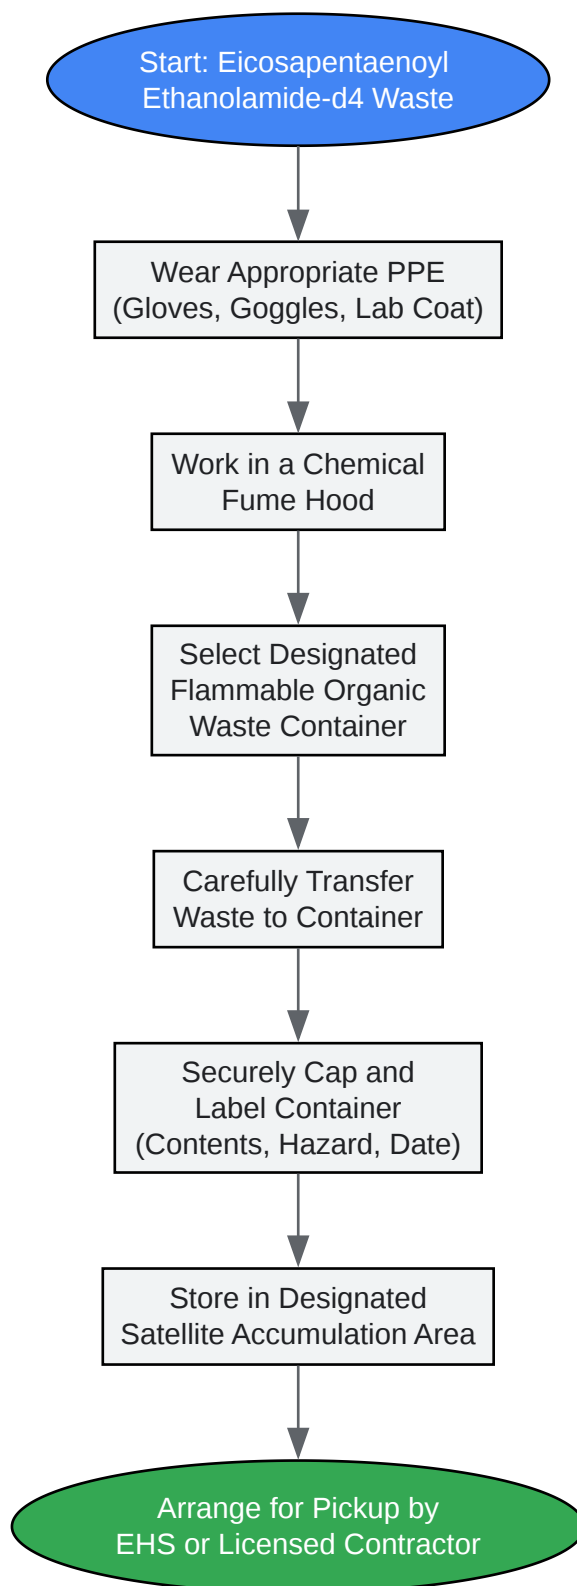 Start: Eicosapentaenoyl
Ethanolamide-d4 Waste
Wear Appropriate PPE
(Gloves, Goggles, Lab Coat)
Work in a Chemical
Fume Hood
Select Designated
Flammable Organic
Waste Container
Carefully Transfer
Waste to Container
Securely Cap and
Label Container
(Contents, Hazard, Date)
Store in Designated
Satellite Accumulation Area
Arrange for Pickup by
EHS or Licensed Contractor